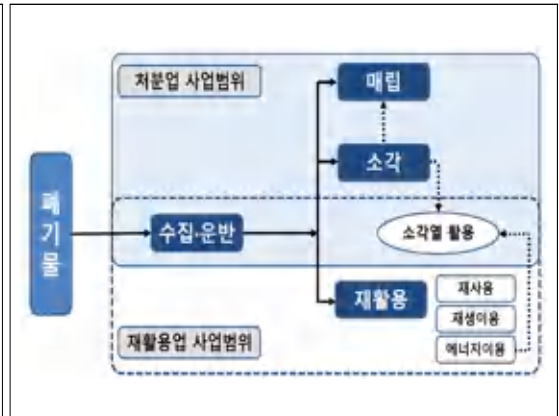 처분업 사업범위
매립
소각
폐기물
수집·운반
소각열 활용
재활용
재사용
재생이용
에너지이용
재활용업 사업범위